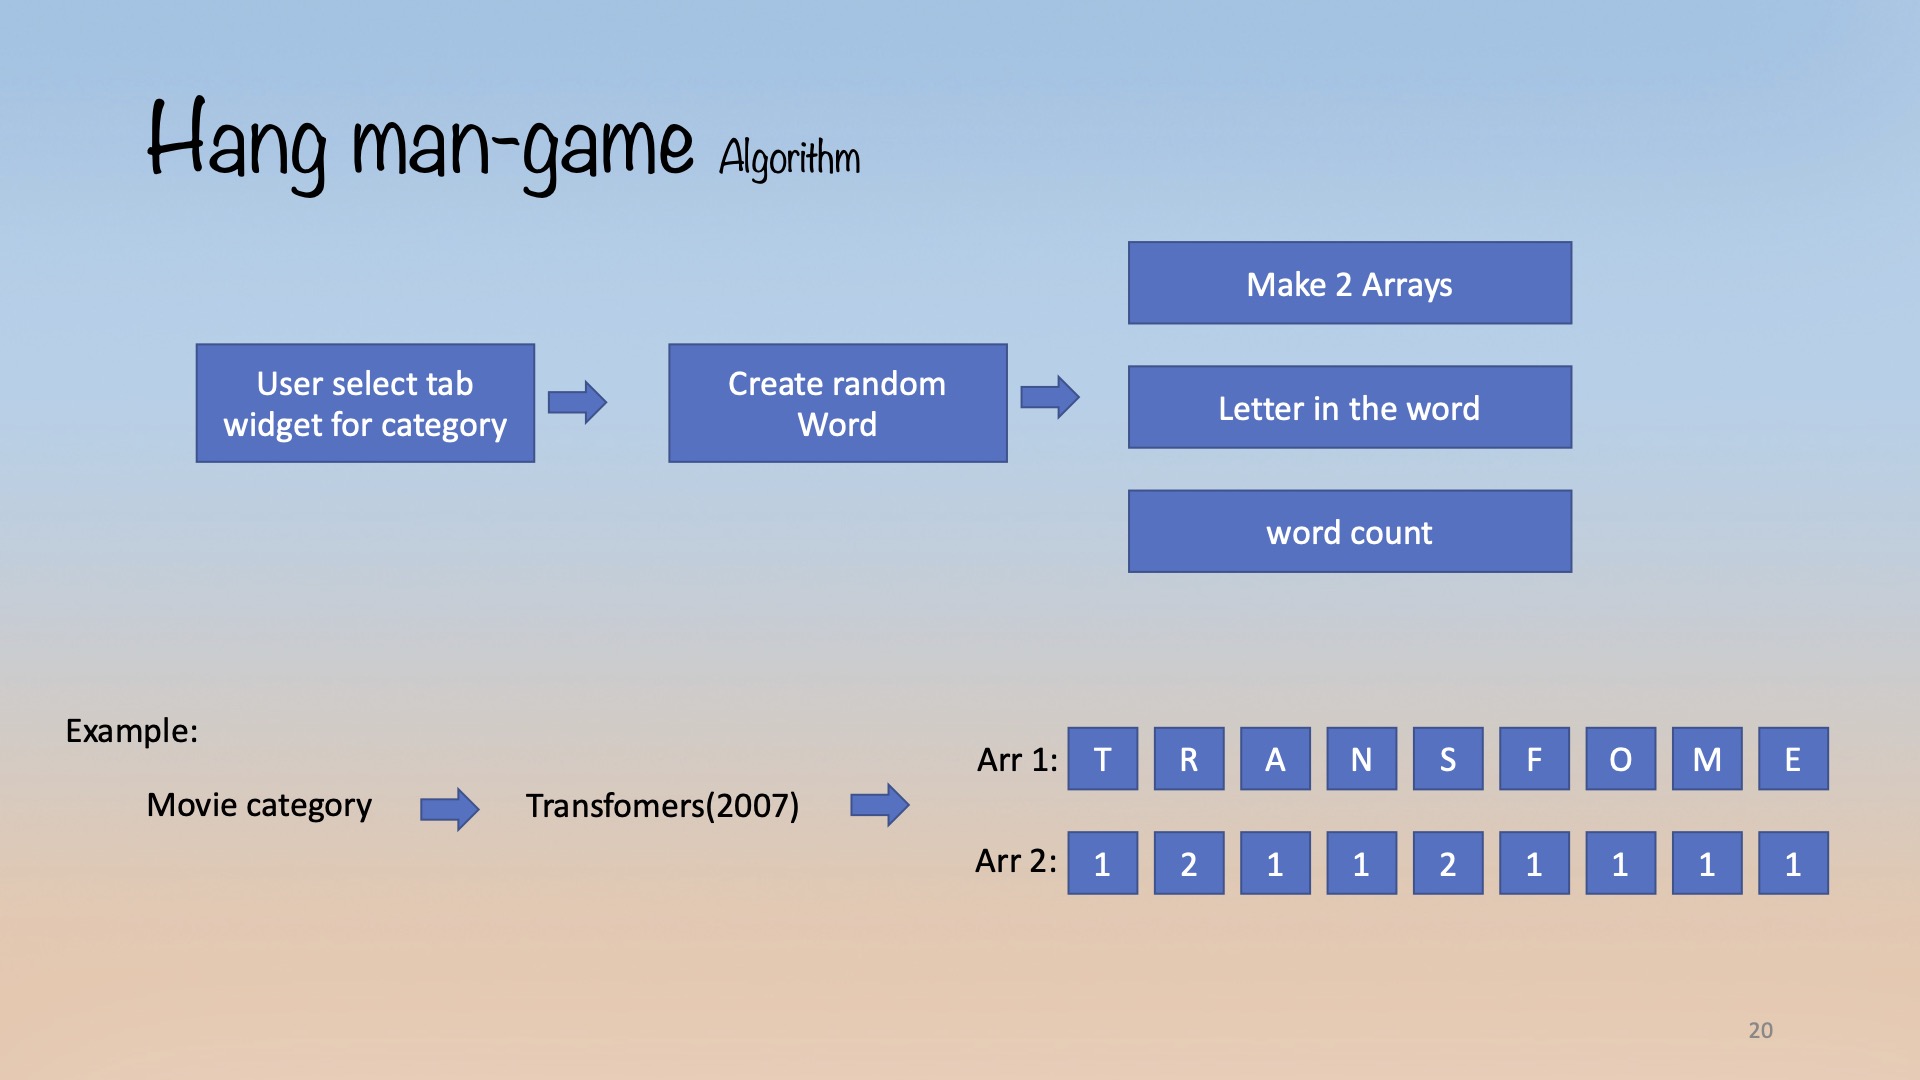 Hang man-game Algorithm
User select tab
widget for category
Create random
Word
Make 2 Arrays
Letter in the word
word count
Example:
Movie category
Transfomers(2007)
Arr 1: T R A N S F O M E
Arr 2: 1 2 1 1 2 1 1 1 1
20